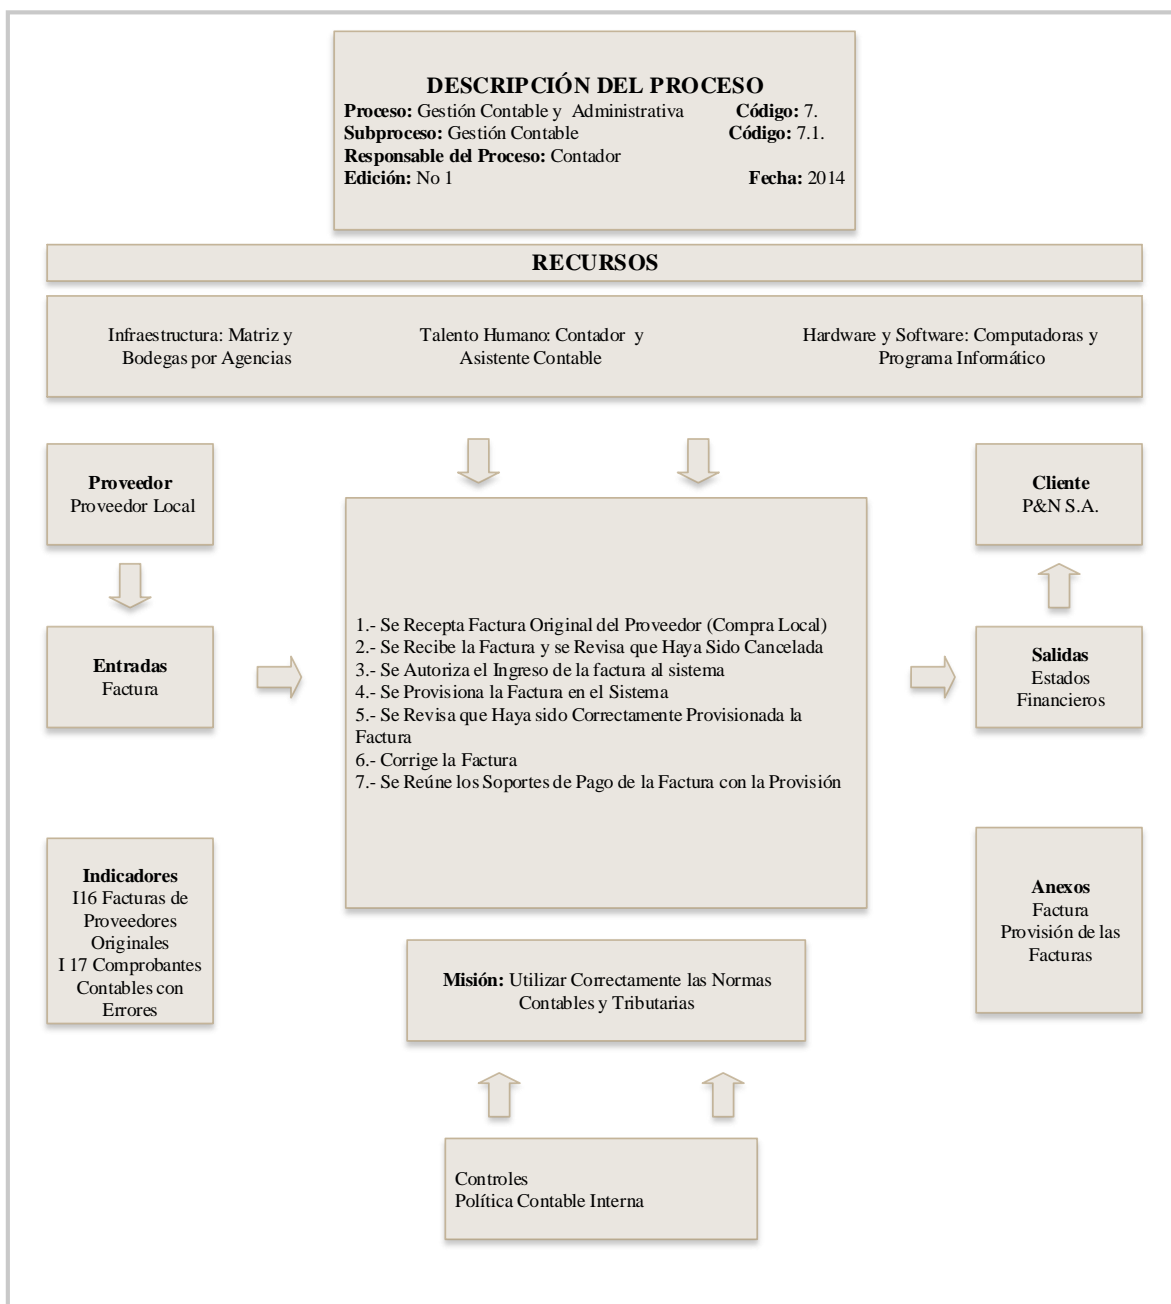 DESCRIPCIÓN DEL PROCESO
Proceso: Gestión Contable y Administrativa Código: 7.
Subproceso: Gestión Contable Código: 7.1.
Responsable del Proceso: Contador
Edición: No 1 Fecha: 2014
RECURSOS
Infraestructura: Matriz y
Bodegas por Agencias
Talento Humano: Contador y
Asistente Contable
Hardware y Software: Computadoras y
Programa Informático
Proveedor
Proveedor Local
Entradas
Factura
1.- Se Recepta Factura Original del Proveedor (Compra Local)
2.- Se Recibe la Factura y se Revisa que Haya Sido Cancelada
3.- Se Autoriza el Ingreso de la factura al sistema
4.- Se Provisiona la Factura en el Sistema
5.- Se Revisa que Haya sido Correctamente Provisionada la
Factura
6.- Corrige la Factura
7.- Se Reúne los Soportes de Pago de la Factura con la Provisión
Cliente
P&N S.A.
Salidas
Estados
Financieros
Indicadores
I16 Facturas de
Proveedores
Originales
I 17 Comprobantes
Contables con
Errores
Anexos
Factura
Provisión de las
Facturas
Misión: Utilizar Correctamente las Normas
Contables y Tributarias
Controles
Política Contable Interna